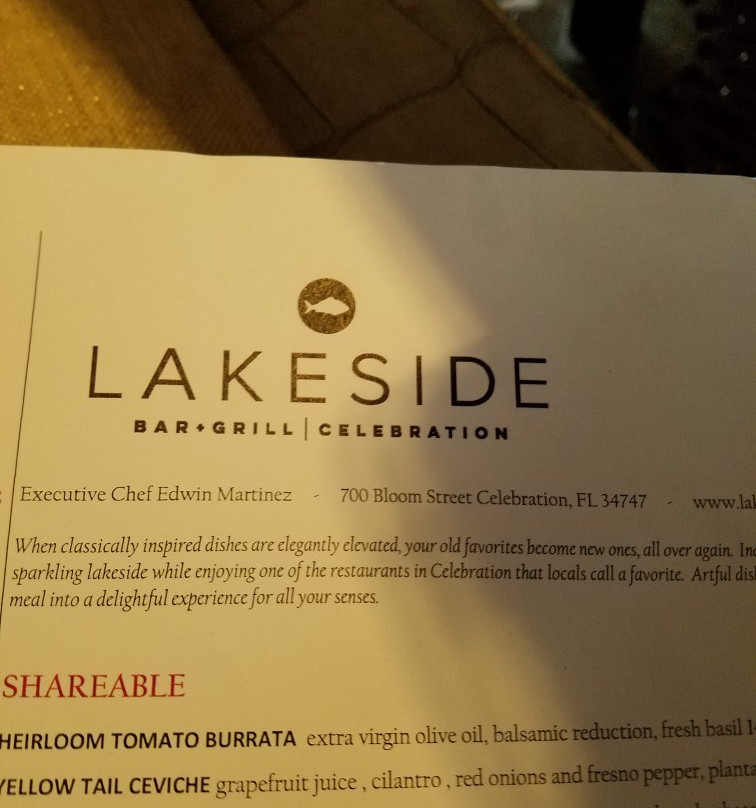 LAKESIDE
BAR+GRILL | CELEBRATION
Executive Chef Edwin Martinez - 700 Bloom Street Celebration, FL 34747 - www.lak
When classically inspired dishes are elegantly elevated, your old favorites become new ones, all over again.
sparkling lakeside while enjoying one of the restaurants in Celebration that locals call a favorite. Artful
meal into a delightful experience for all your senses.
SHAREABLE
HEIRLOOM TOMATO BURRATA extra virgin olive oil, balsamic reduction, fresh basil
YELLOW TAIL CEVICHE grapefruit juice , cilantro , red onions and fresno pepper,